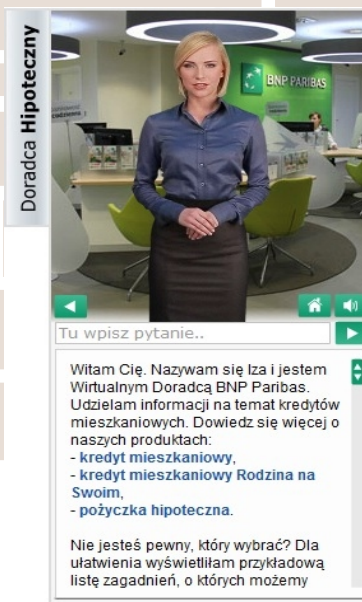 Doradca Hipoteczny
BNP PARIBAS
Tu wpisz pytanie..
Witam Cię. Nazywam się Iza i jestem
Wirtualnym Doradcą BNP Paribas.
Udzielam informacji na temat kredytów
mieszkaniowych. Dowiedz się więcej o
naszych produktach:
- kredyt mieszkaniowy,
- kredyt mieszkaniowy Rodzina na
Swoim,
- pożyczka hipoteczna.
Nie jesteś pewny, który wybrać? Dla
ułatwienia wyświetliłam przykładową
listę zagadnień, o których możemy